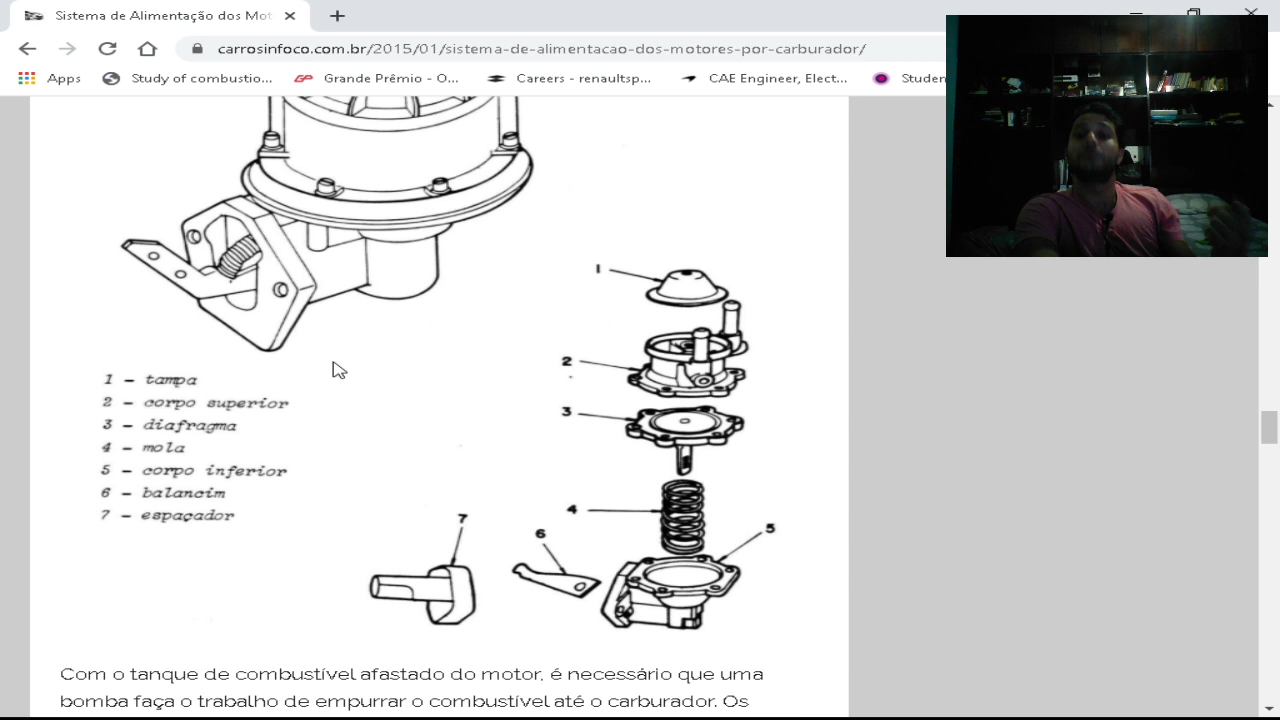 Sistema de Alimentação dos Mot
carrosinfoco.com.br/2015/01/sistema-de-alimentacao-dos-motores-por-carburador/
Apps Study of combustio... GP Grande Prêmio - O... Careers - renaultsp... CAE Engineer, Elect... Studen
1
2
3
4
5
6
7
1 - tampa
2 - corpo superior
3 - diafragma
4 - mola
5 - corpo inferior
6 - balancim
7 - espaçador
Com o tanque de combustível afastado do motor, é necessário que uma
bomba faça o trabalho de empurrar o combustível até o carburador. Os